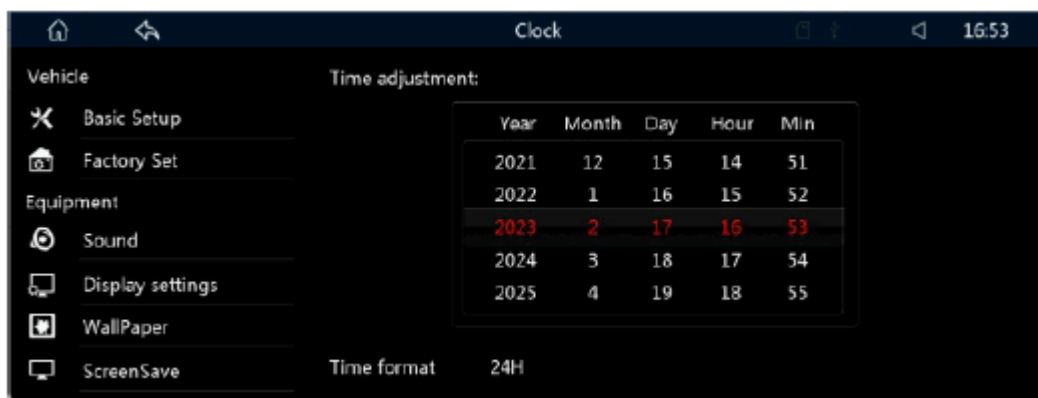 Clock 16:53
Vehicle
Basic Setup
Factory Set
Equipment
Sound
Display settings
WallPaper
ScreenSave
Time adjustment:
Year Month Day Hour Min
2021 12 15 14 51
2022 1 16 15 52
2023 2 17 16 53
2024 3 18 17 54
2025 4 19 18 55
Time format 24H